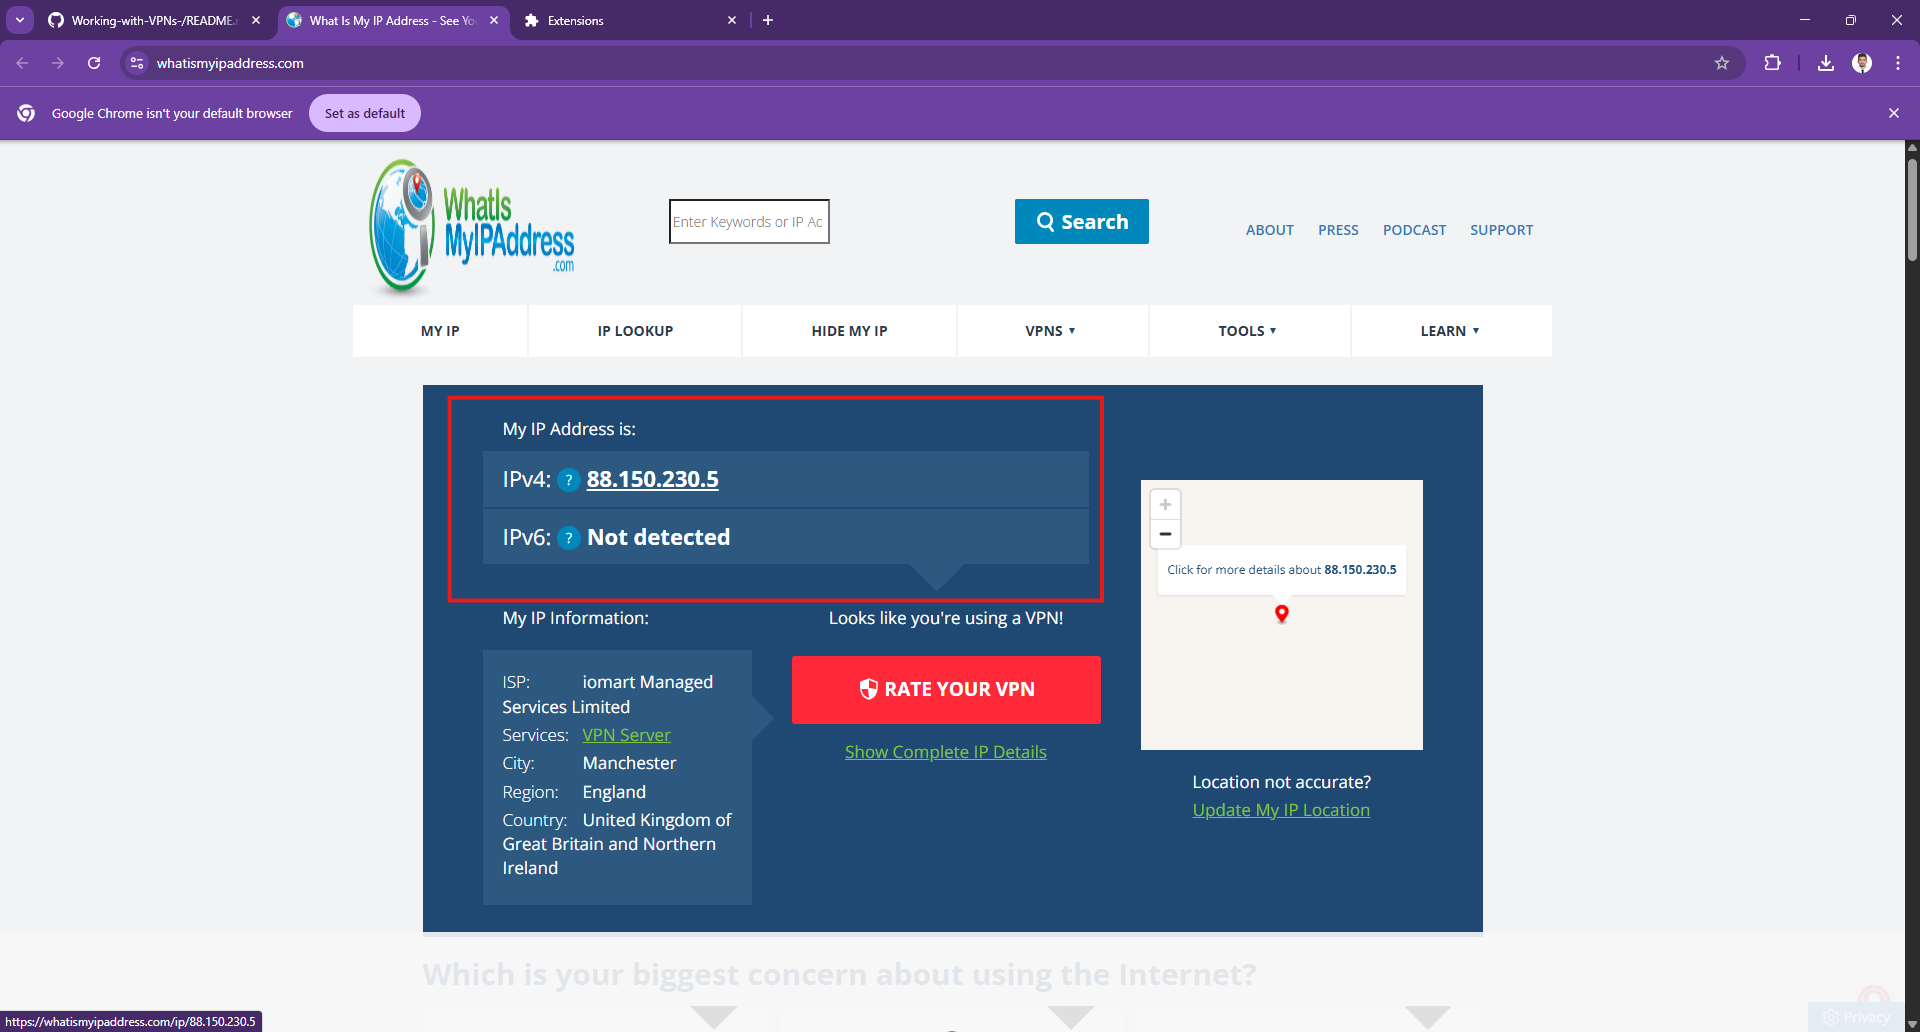 Working-with-VPNs-/README.
What Is My IP Address - See Yo
Extensions
whatismyipaddress.com
Google Chrome isn't your default browser
Set as default
WhatIs
MyIPAddress
.com
Enter Keywords or IP Ad
Search
ABOUT
PRESS
PODCAST
SUPPORT
MY IP
IP LOOKUP
HIDE MY IP
VPNS
TOOLS
LEARN
My IP Address is:
IPv4: ? 88.150.230.5
IPv6: ? Not detected
Click for more details about 88.150.230.5
My IP Information:
Looks like you're using a VPN!
ISP: iomart Managed
Services Limited
Services: VPN Server
City: Manchester
Region: England
Country: United Kingdom of
Great Britain and Northern
Ireland
RATE YOUR VPN
Show Complete IP Details
Location not accurate?
Update My IP Location
Which is your biggest concern about using the Internet?
https://whatismyipaddress.com/ip/88.150.230.5
Privacy